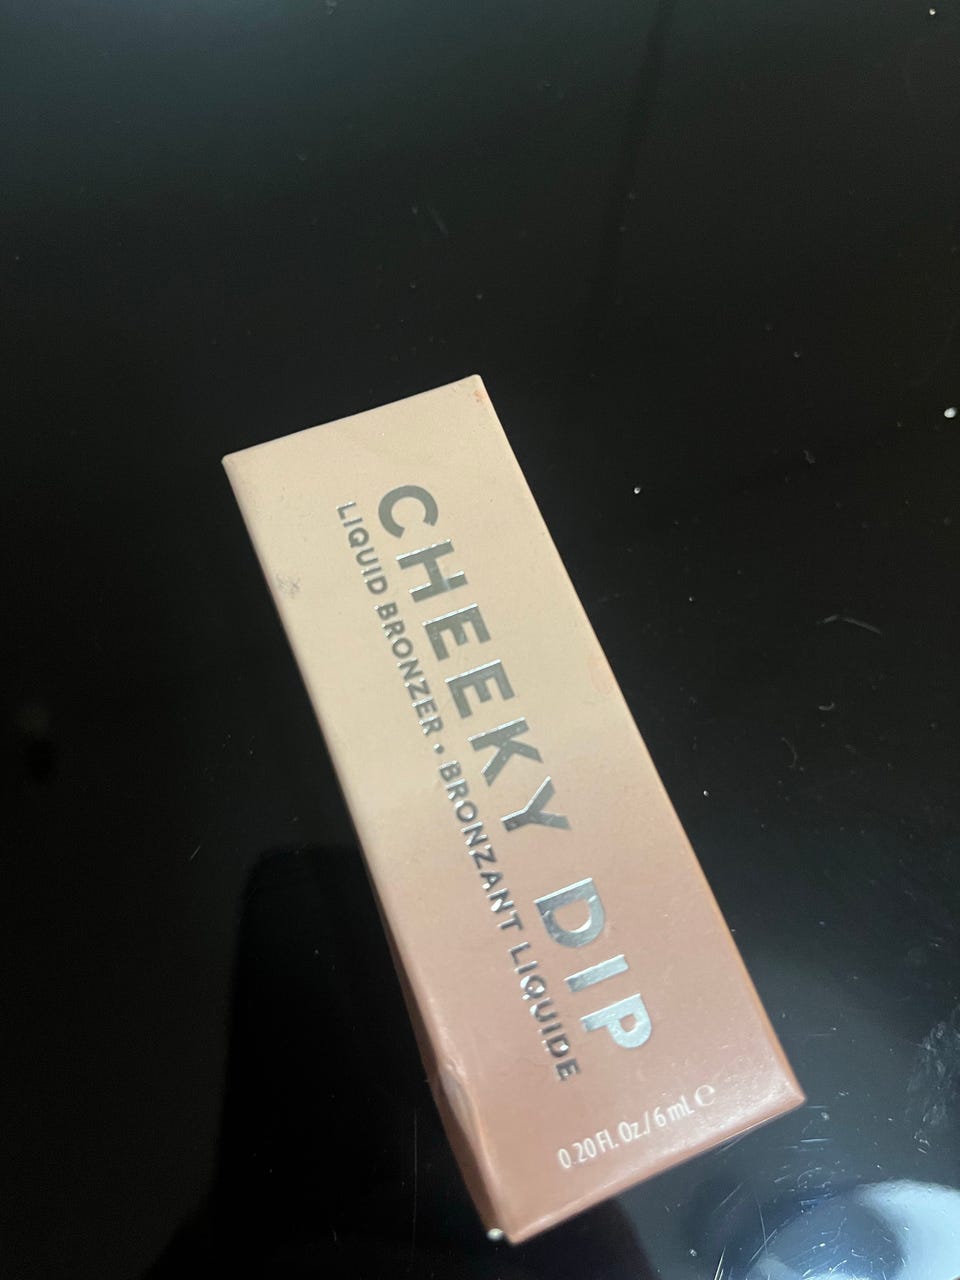 CHEEKY DIP
LIQUID BRONZER • BRONZANT LIQUIDE
0.20 Fl. Oz./6 mL ℮